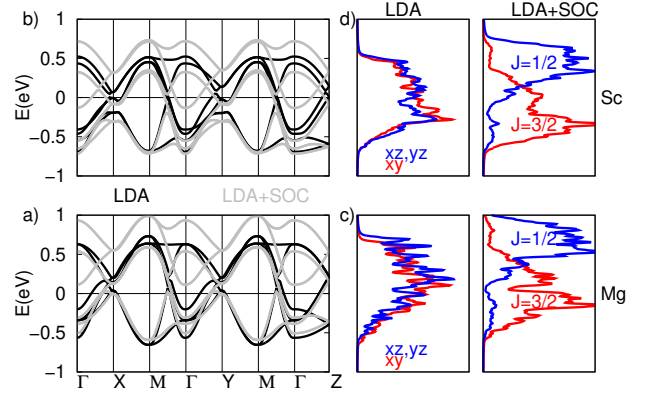 LDA LDA+SOC
b) d)
E(eV)
1
0.5
0
−0.5
−1
J=1/2
J=3/2
xz,yz
xy
Sc
LDA LDA+SOC
a) c)
E(eV)
1
0.5
0
−0.5
−1
Γ X M Γ Y M Γ Z
xz,yz
xy
J=1/2
J=3/2
Mg